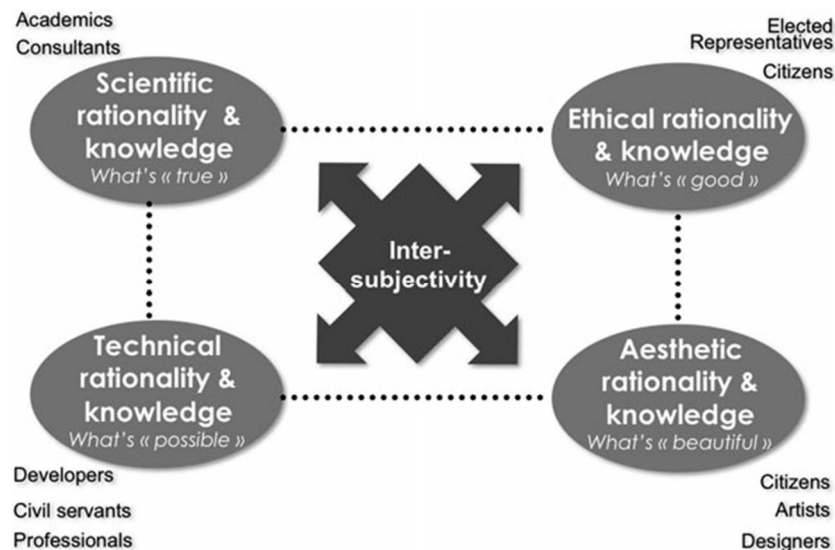 Academics
Consultants
Scientific
rationality &
knowledge
What's « true »
Elected
Representatives
Citizens
Ethical rationality
& knowledge
What's « good »
Inter-
subjectivity
Technical
rationality &
knowledge
What's « possible »
Developers
Civil servants
Professionals
Aesthetic
rationality &
knowledge
What's « beautiful »
Citizens
Artists
Designers